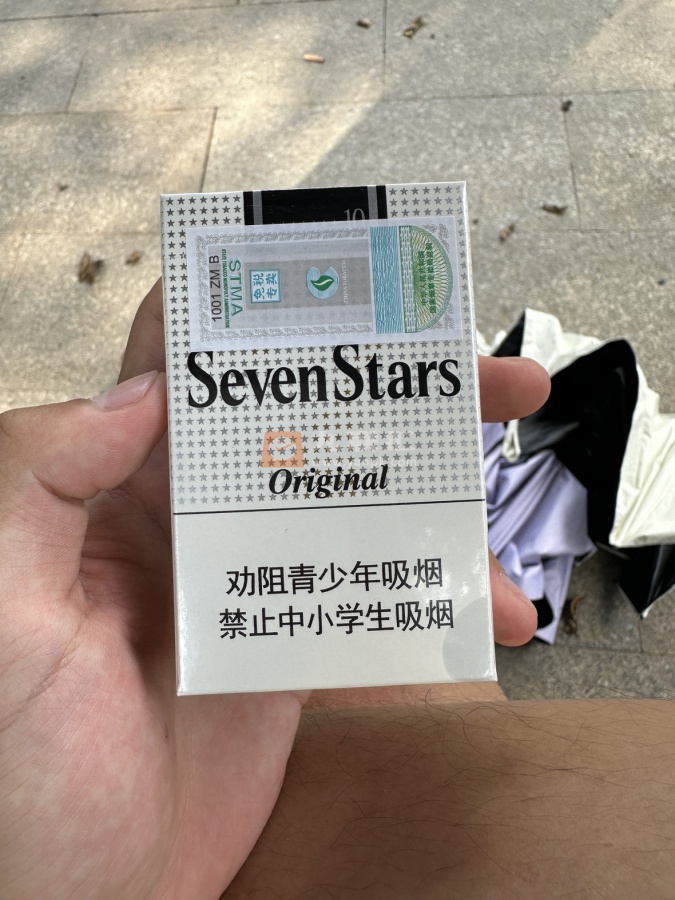 10
1001 ZM B
STMA
免税
专卖
Seven Stars
Original
劝阻青少年吸烟
禁止中小学生吸烟